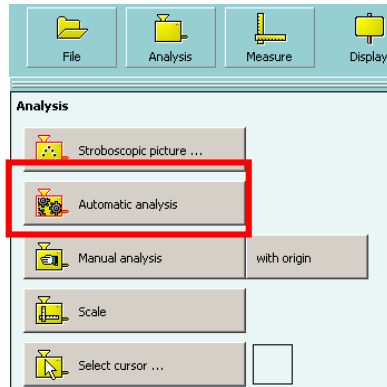 File Analysis Measure Display
Analysis
Stroboscopic picture ...
Automatic analysis
Manual analysis with origin
Scale
Select cursor ...